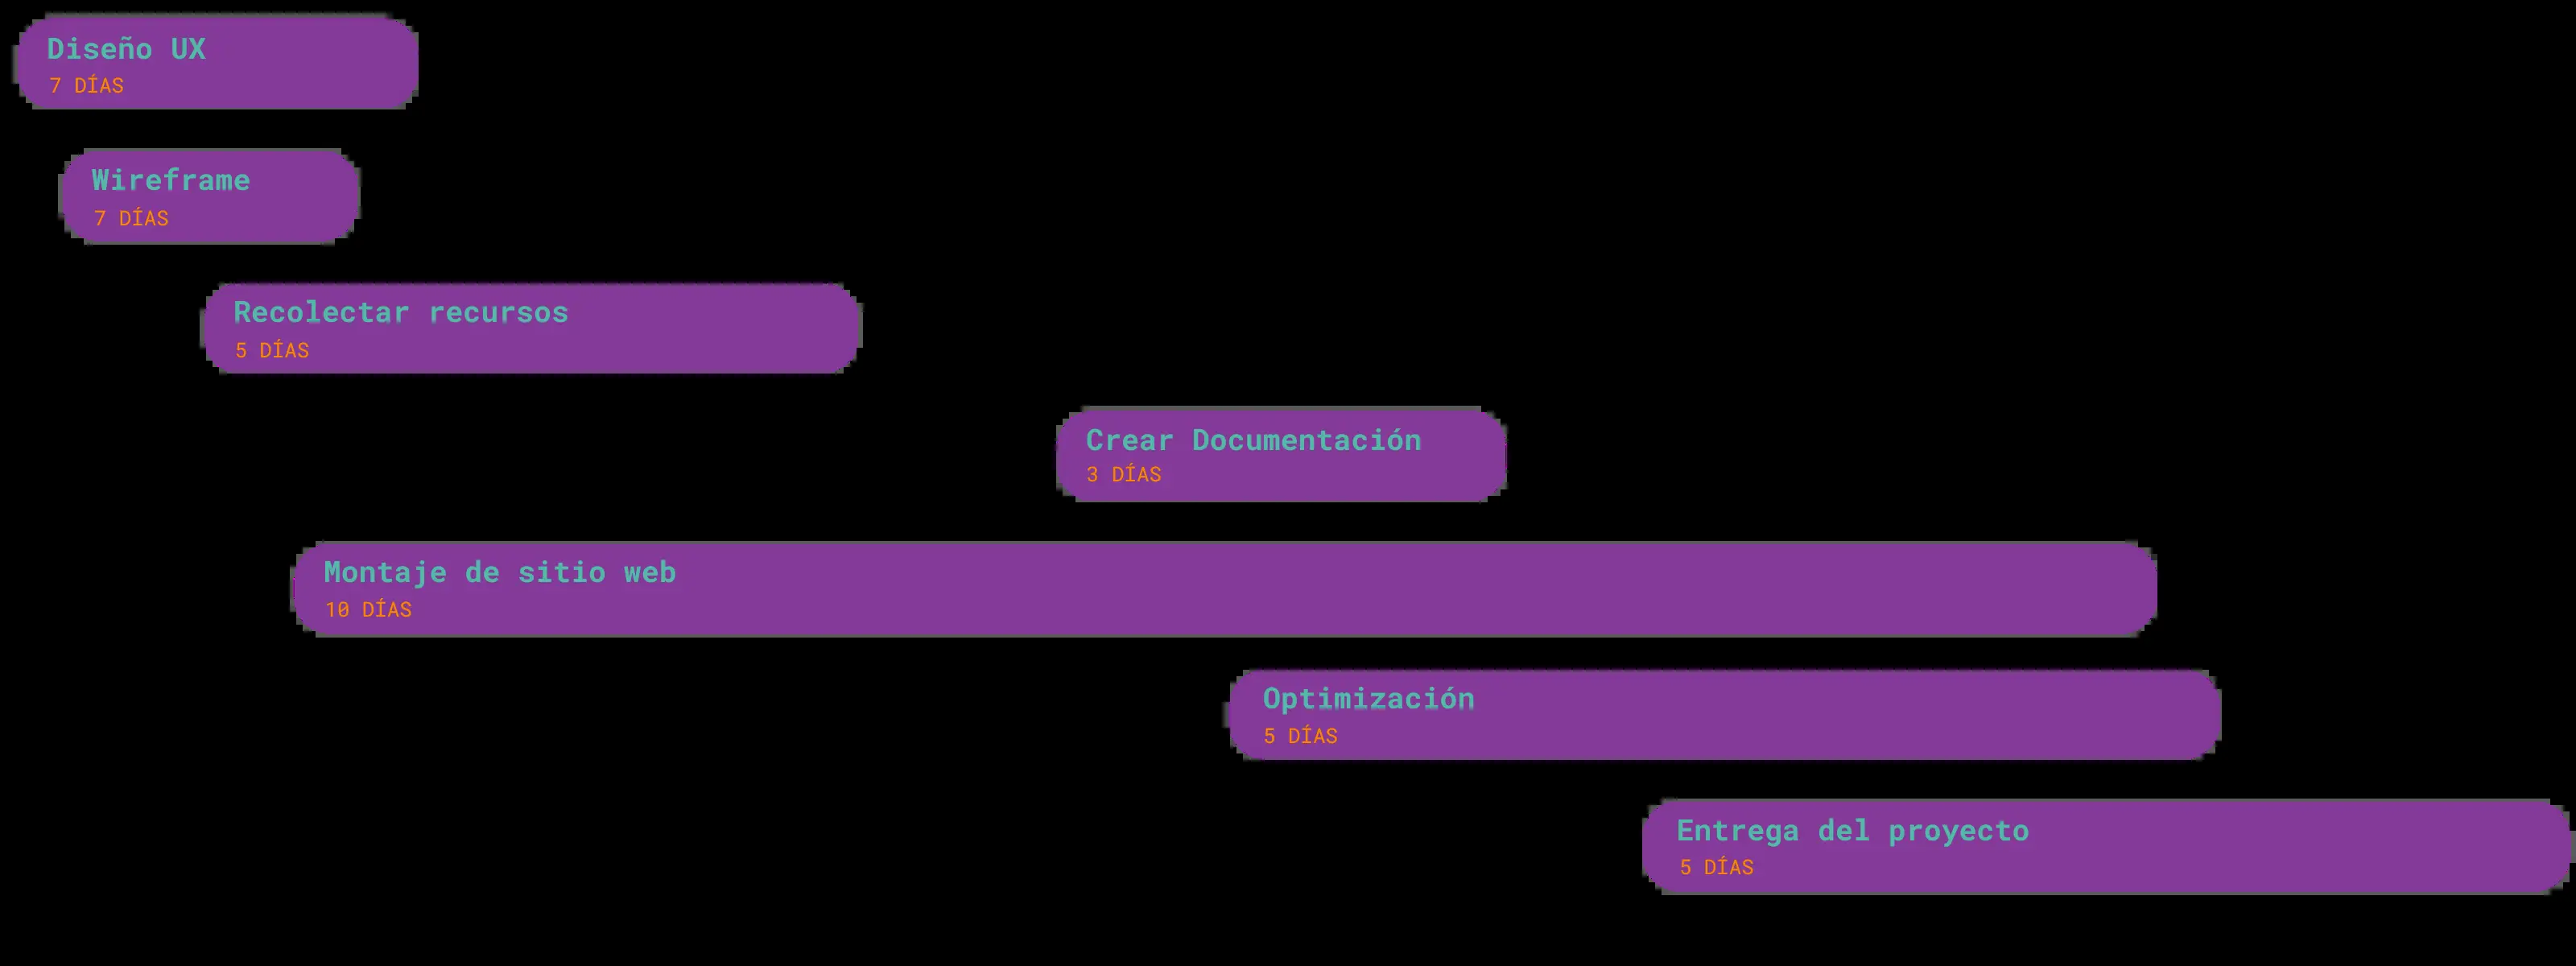 Diseño UX
7 DÍAS
Wireframe
7 DÍAS
Recolectar recursos
5 DÍAS
Crear Documentación
3 DÍAS
Montaje de sitio web
10 DÍAS
Optimización
5 DÍAS
Entrega del proyecto
5 DÍAS